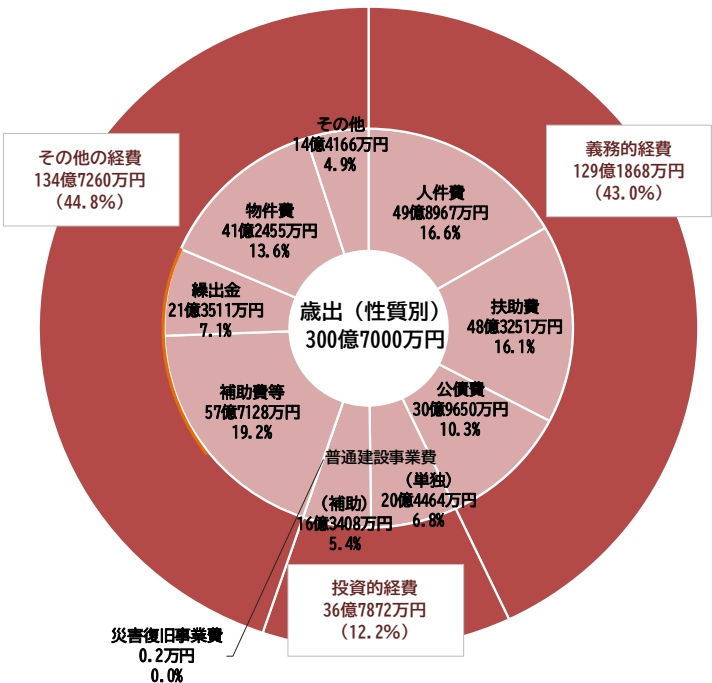 歳出（性質別）
300億7000万円
義務的経費
129億1868万円
（43.0%）
人件費
49億8967万円
16.6%
扶助費
48億3251万円
16.1%
公債費
30億9650万円
10.3%
投資的経費
36億7872万円
（12.2%）
普通建設事業費
（単独）
20億4464万円
6.8%
（補助）
16億3408万円
5.4%
災害復旧事業費
0.2万円
0.0%
その他の経費
134億7260万円
（44.8%）
補助費等
57億7128万円
19.2%
繰出金
21億3511万円
7.1%
物件費
41億2455万円
13.6%
その他
14億4166万円
4.9%